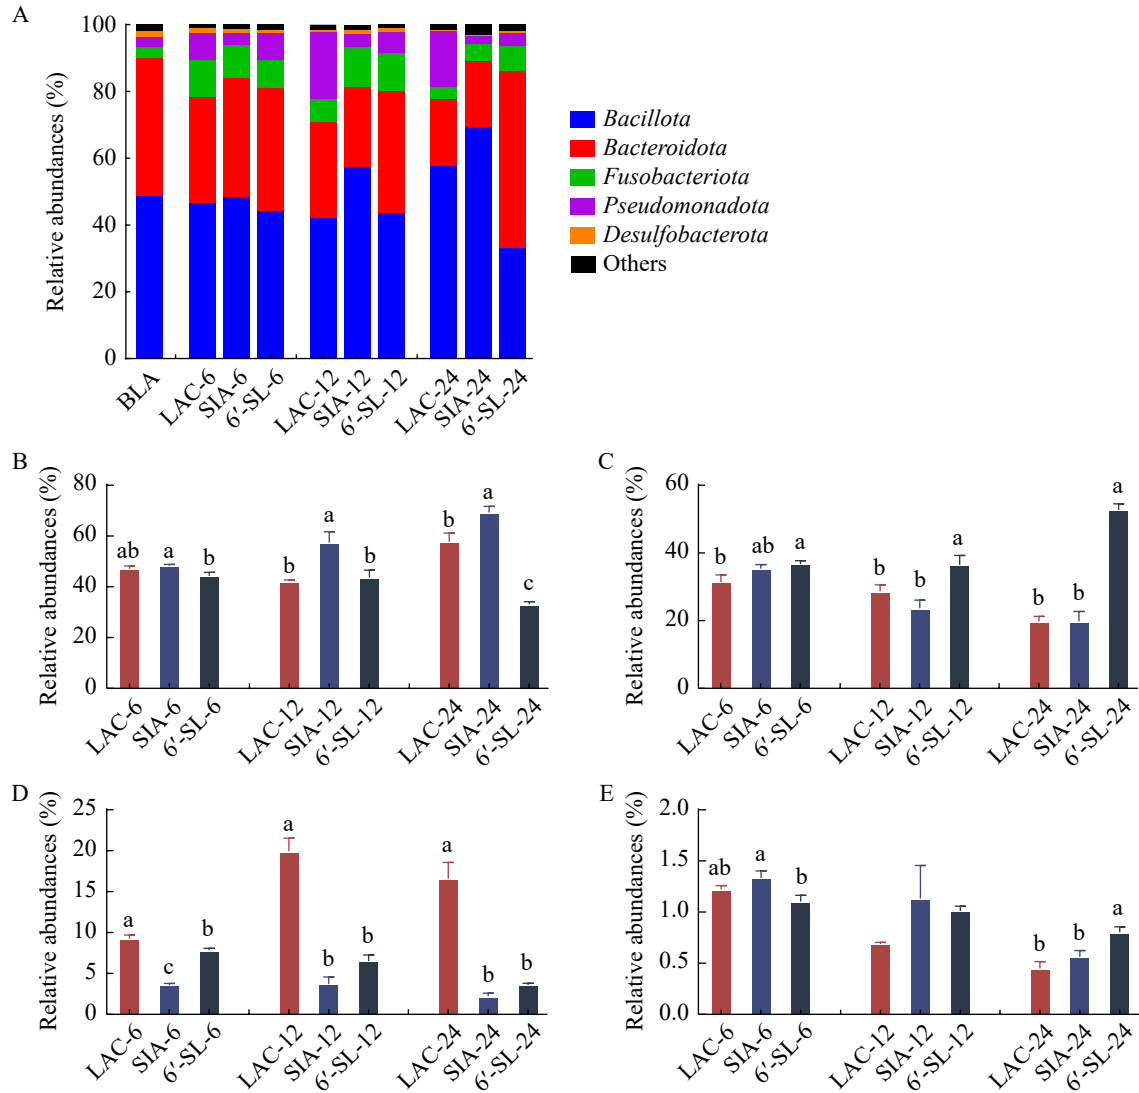 A
Relative abundances (%)
100
80
60
40
20
0
BLA
LAC-6
SIA-6
6′-SL-6
LAC-12
SIA-12
6′-SL-12
LAC-24
SIA-24
6′-SL-24
Bacillota
Bacteroidota
Fusobacteriota
Pseudomonadota
Desulfobacterota
Others
B
Relative abundances (%)
80
60
40
20
0
ab a b
b a b
b a c
LAC-6
SIA-6
6′-SL-6
LAC-12
SIA-12
6′-SL-12
LAC-24
SIA-24
6′-SL-24
C
Relative abundances (%)
60
40
20
0
b ab a
b b a
b b a
LAC-6
SIA-6
6′-SL-6
LAC-12
SIA-12
6′-SL-12
LAC-24
SIA-24
6′-SL-24
D
Relative abundances (%)
25
20
15
10
5
0
a c b
a b b
a b b
LAC-6
SIA-6
6′-SL-6
LAC-12
SIA-12
6′-SL-12
LAC-24
SIA-24
6′-SL-24
E
Relative abundances (%)
2.0
1.5
1.0
0.5
0.0
ab a b
b b a
LAC-6
SIA-6
6′-SL-6
LAC-12
SIA-12
6′-SL-12
LAC-24
SIA-24
6′-SL-24